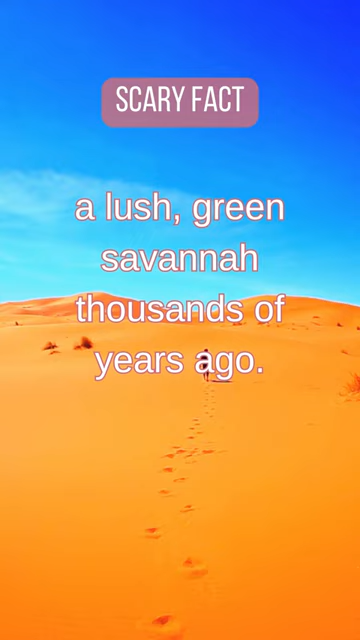 SCARY FACT
a lush, green
savannah
thousands of
years ago.